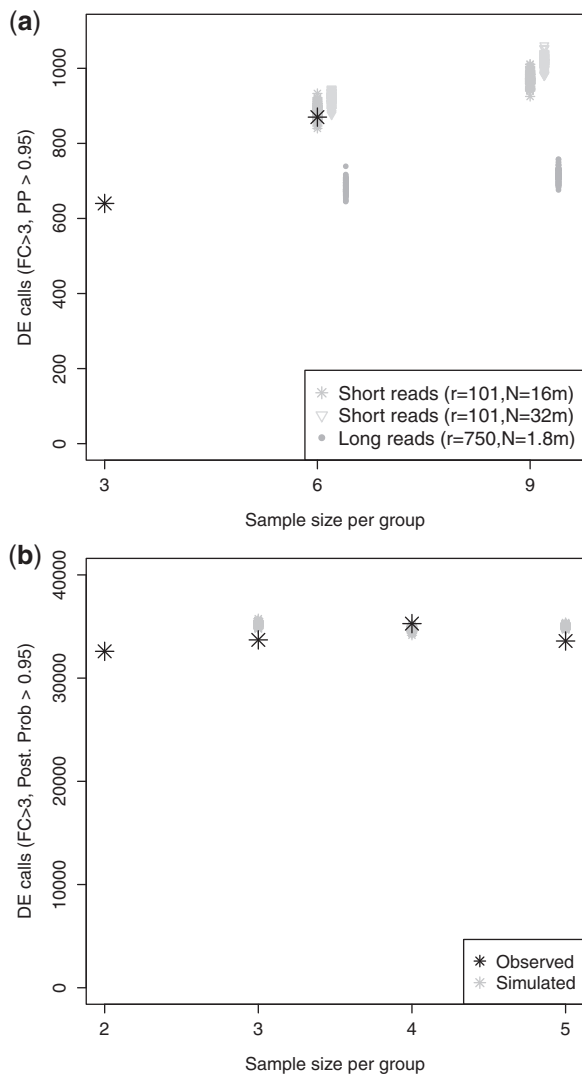 (a)
DE calls (FC>3, PP > 0.95)
1000
800
600
400
200
0
Short reads (r=101,N=16m)
Short reads (r=101,N=32m)
Long reads (r=750,N=1.8m)
3 6 9
Sample size per group
(b)
DE calls (FC>3, Post. Prob > 0.95)
40000
30000
20000
10000
0
Observed
Simulated
2 3 4 5
Sample size per group